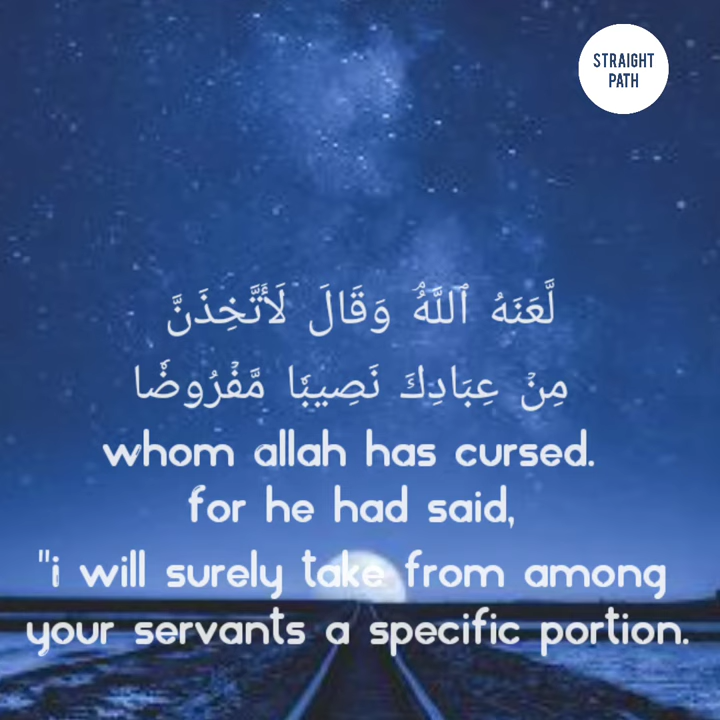 STRAIGHT
PATH
لَّعَنَهُ ٱللَّهُۘ وَقَالَ لَأَتَّخِذَنَّ
مِنۡ عِبَادِكَ نَصِيبٗا مَّفۡرُوضٗا
whom allah has cursed.
for he had said,
"i will surely take from among
your servants a specific portion.